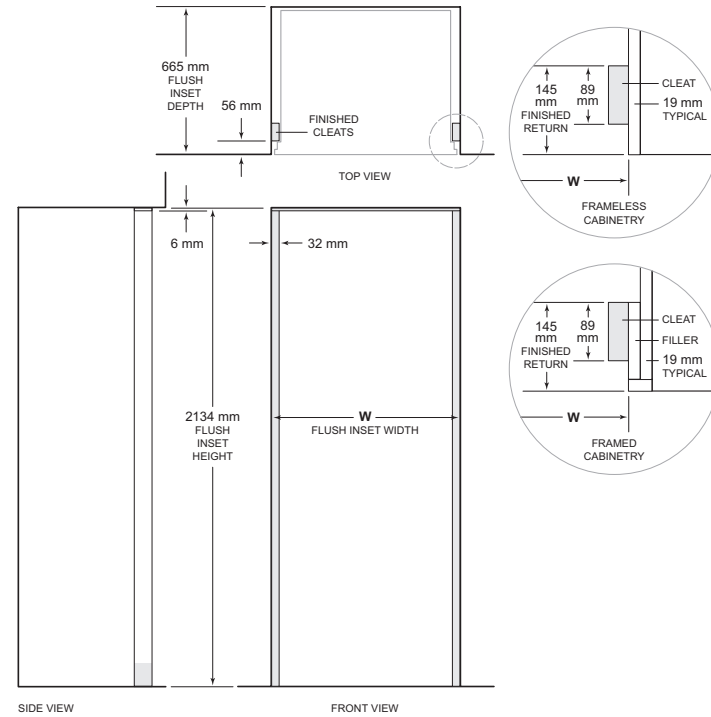 665 mm
FLUSH
INSET
DEPTH
56 mm
FINISHED
CLEATS
TOP VIEW
145
mm
FINISHED
RETURN
89
mm
CLEAT
19 mm
TYPICAL
W
FRAMELESS
CABINETRY
6 mm
32 mm
145
mm
FINISHED
RETURN
89
mm
CLEAT
FILLER
19 mm
TYPICAL
W
FRAMED
CABINETRY
2134 mm
FLUSH
INSET
HEIGHT
W
FLUSH INSET WIDTH
SIDE VIEW
FRONT VIEW